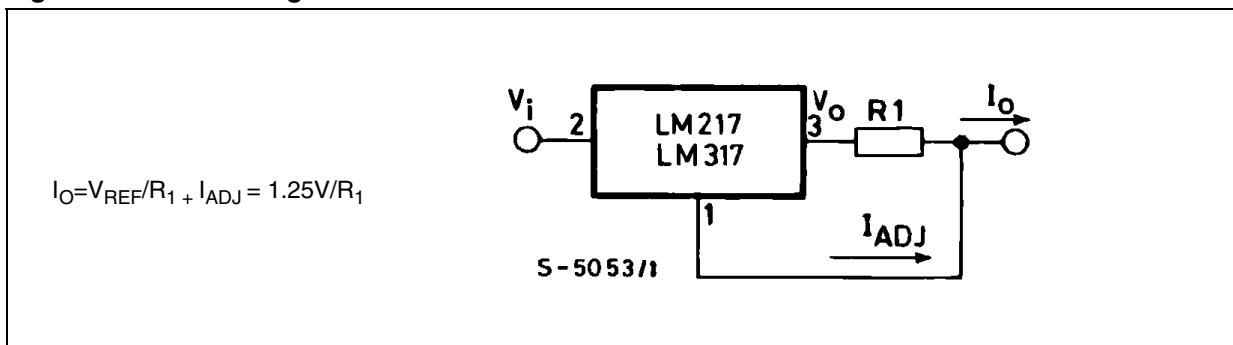 Vi
2
LM217
LM317
Vo
3
R1
Io
IO=VREF/R1 + IADJ = 1.25V/R1
1
IADJ
S-5053/1